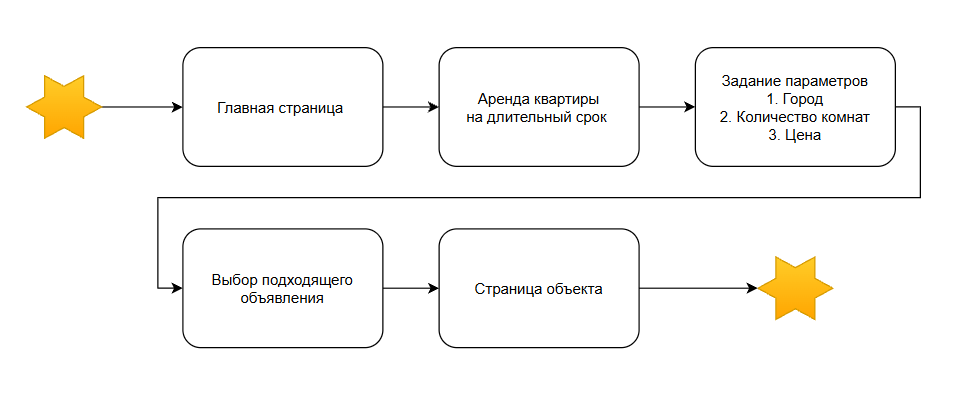 Главная страница
Аренда квартиры
на длительный срок
Задание параметров
1. Город
2. Количество комнат
3. Цена
Выбор подходящего
объявления
Страница объекта